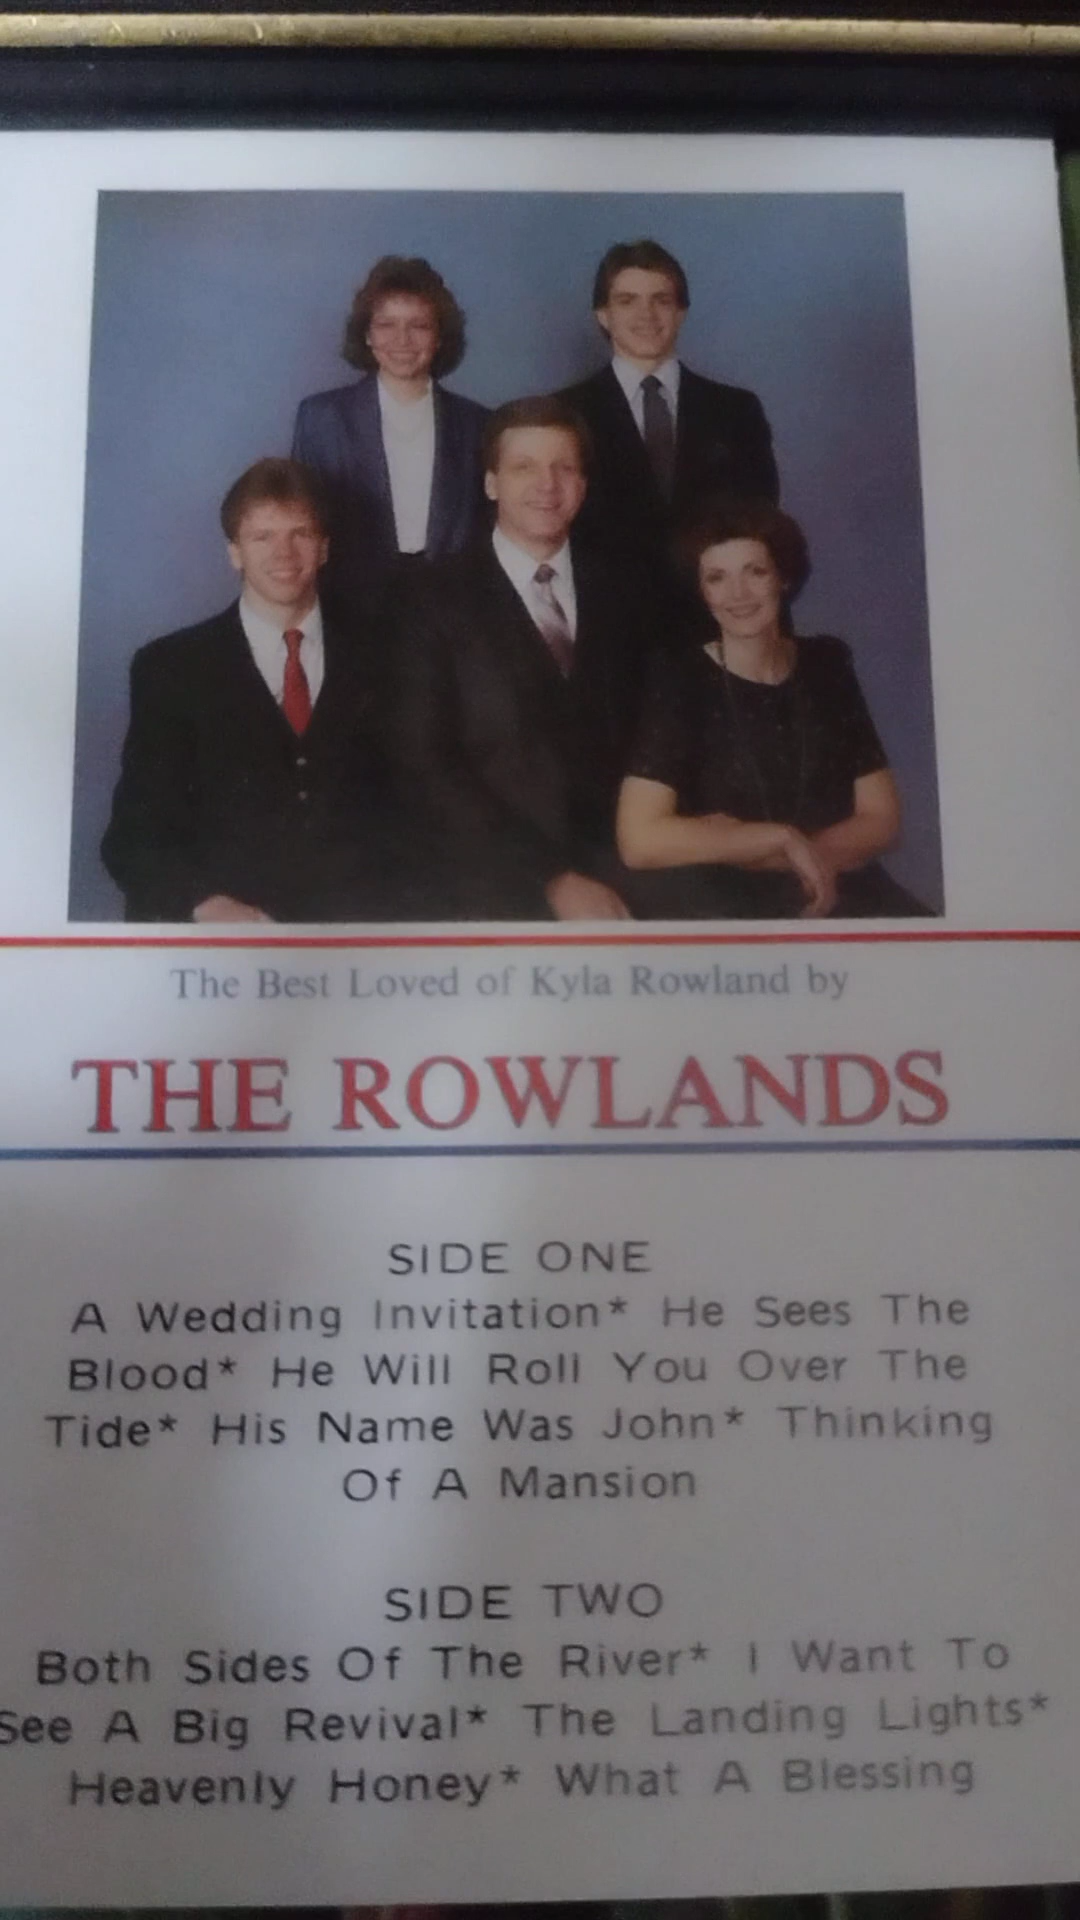 The Best Loved of Kyla Rowland by
THE ROWLANDS
SIDE ONE
A Wedding Invitation* He Sees The
Blood* He Will Roll You Over The
Tide* His Name Was John* Thinking
Of A Mansion
SIDE TWO
Both Sides Of The River* I Want To
See A Big Revival* The Landing Lights*
Heavenly Honey* What A Blessing